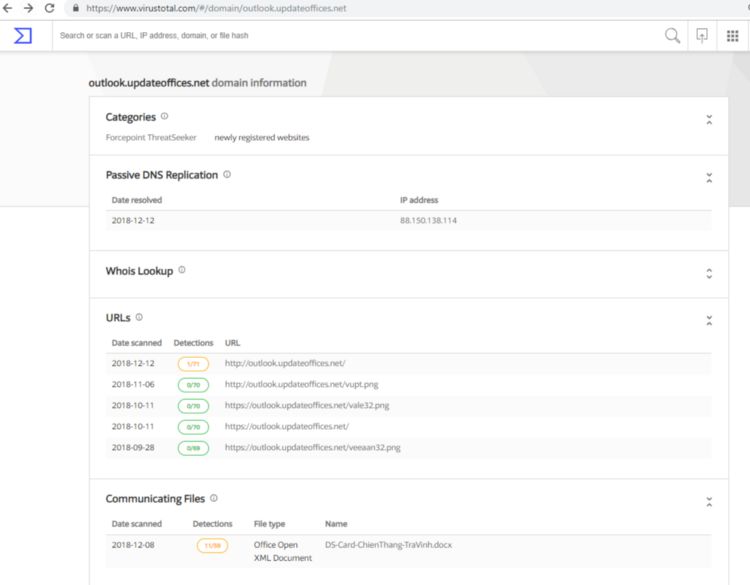 https://www.virustotal.com/#/domain/outlook.updateoffices.net
Search or scan a URL, IP address, domain, or file hash
outlook.updateoffices.net domain information
Categories
Forcepoint ThreatSeeker newly registered websites
Passive DNS Replication
Date resolved IP address
2018-12-12 88.150.138.114
Whois Lookup
URLs
Date scanned Detections URL
2018-12-12 1/71 http://outlook.updateoffices.net/
2018-11-06 0/70 https://outlook.updateoffices.net/vupt.png
2018-10-11 0/70 https://outlook.updateoffices.net/vale32.png
2018-10-11 0/70 https://outlook.updateoffices.net/
2018-09-28 0/69 https://outlook.updateoffices.net/veeaan32.png
Communicating Files
Date scanned Detections File type Name
2018-12-08 11/59 Office Open DS-Card-ChienThang-TraVinh.docx
XML Document